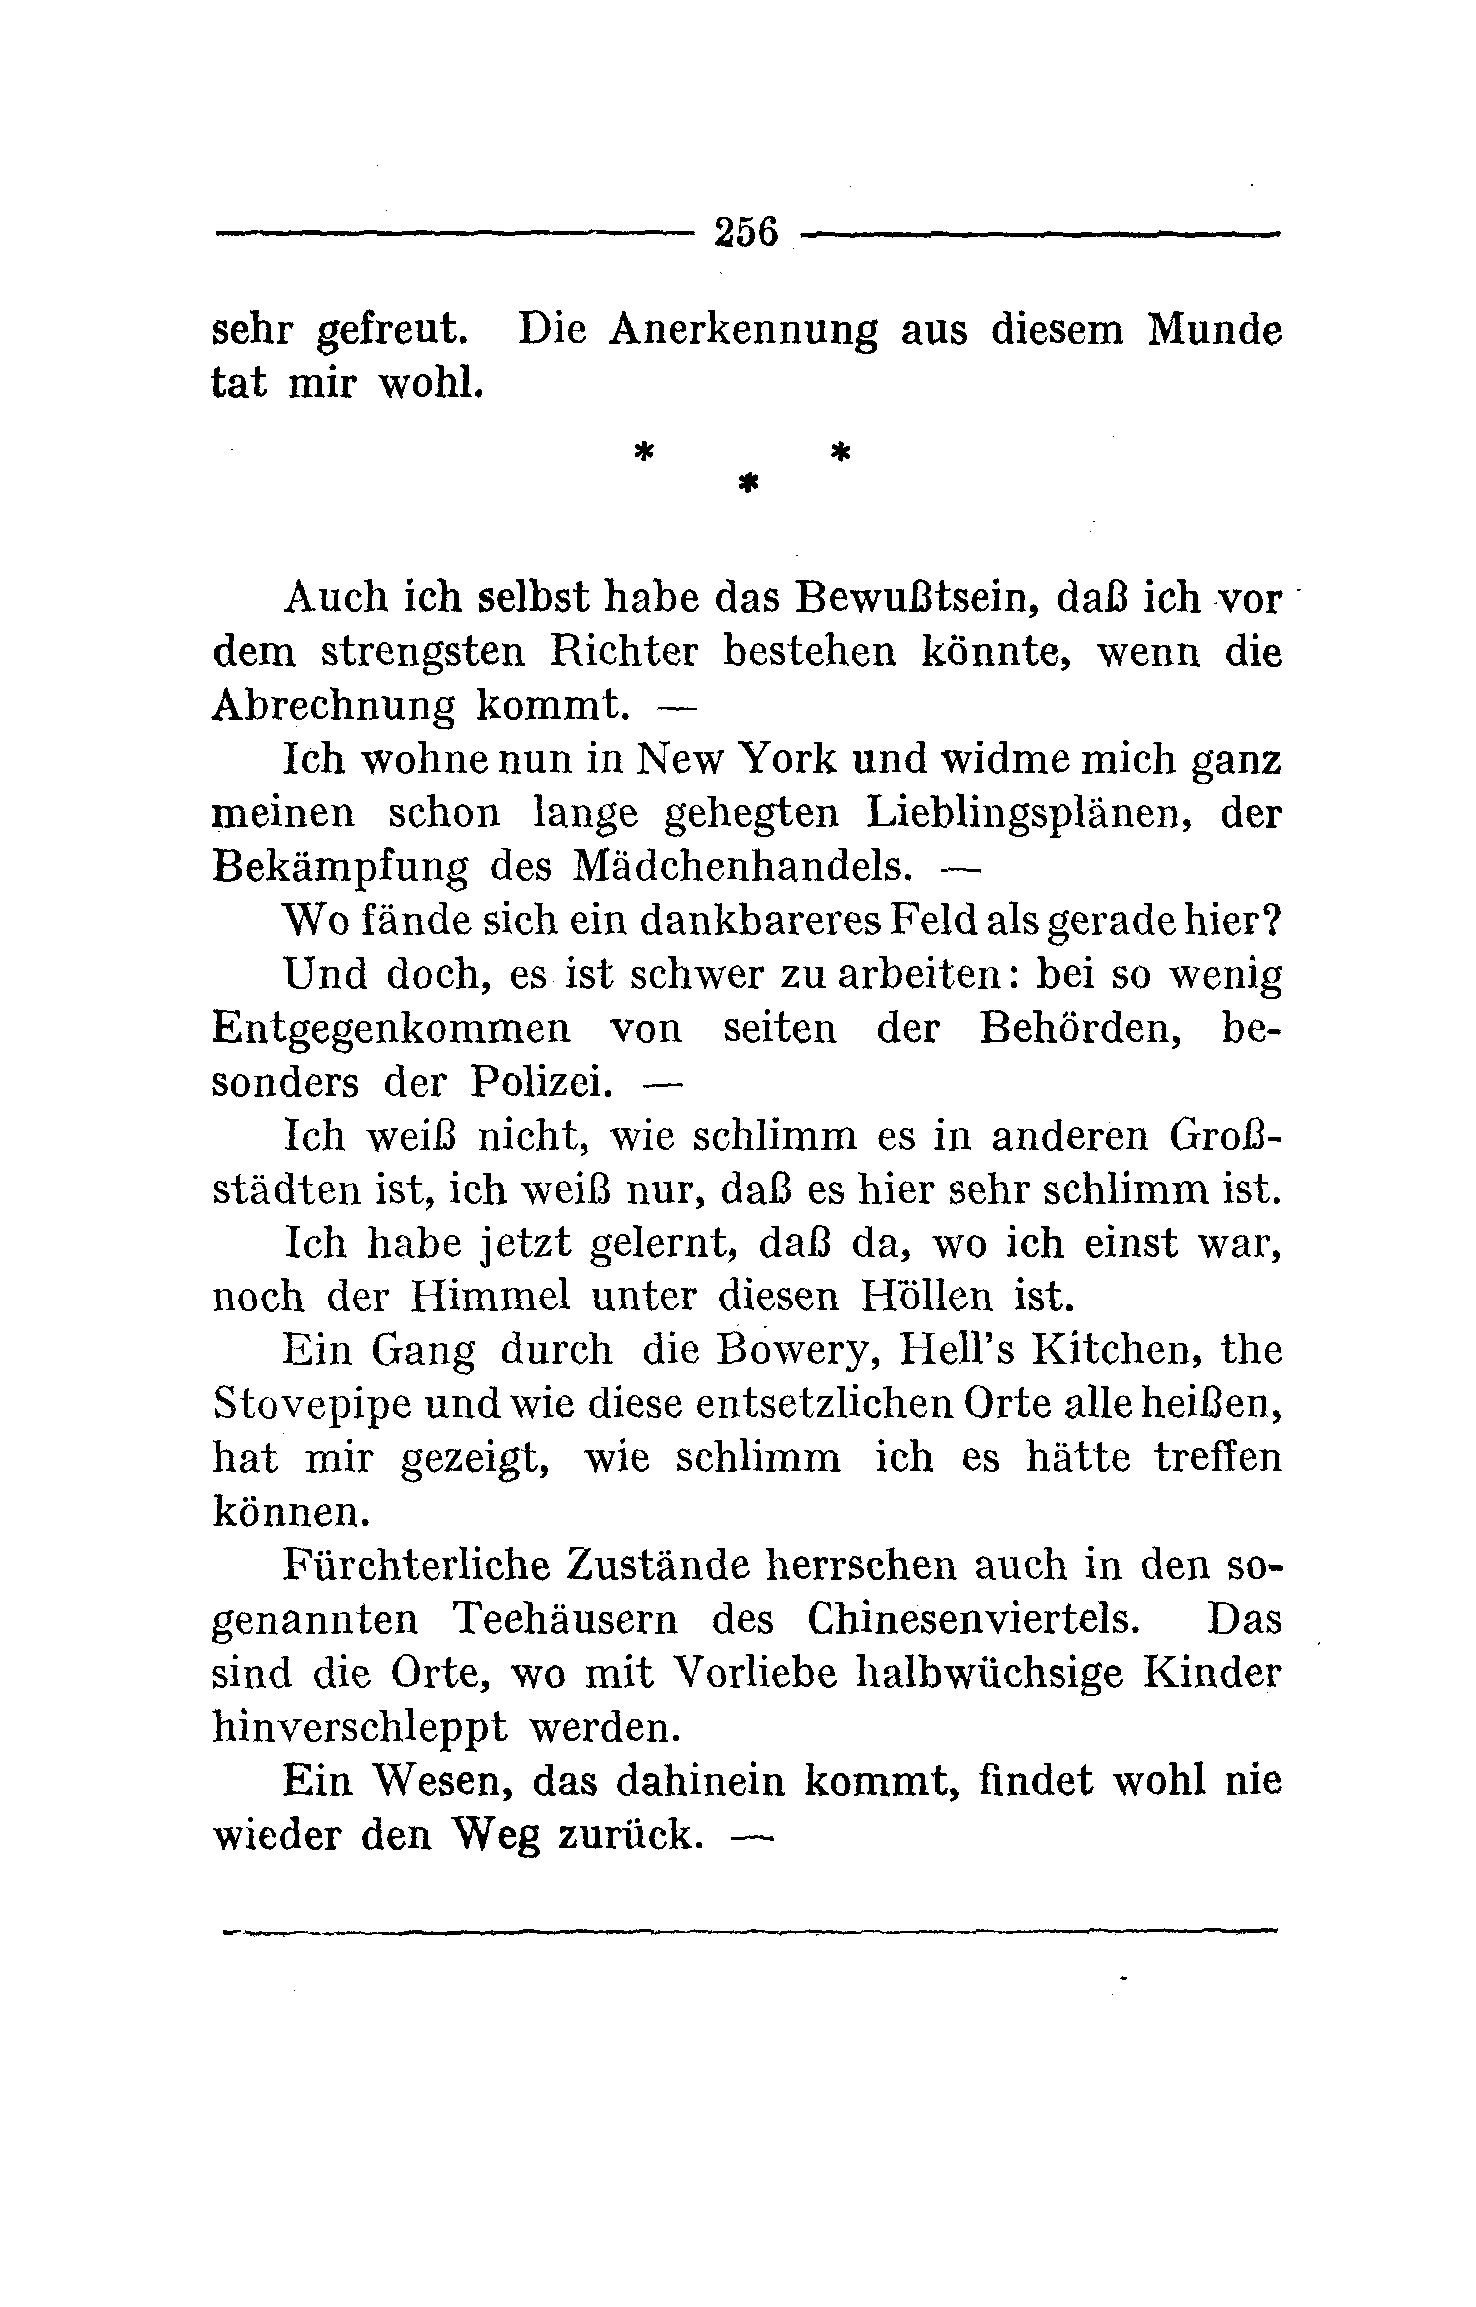 256
sehr gefreut. Die Anerkennung aus diesem Munde
tat mir wohl.
* *
*
Auch ich selbst habe das Bewußtsein, daß ich vor
dem strengsten Richter bestehen könnte, wenn die
Abrechnung kommt. —
Ich wohne nun in New York und widme mich ganz
meinen schon lange gehegten Lieblingsplänen, der
Bekämpfung des Mädchenhandels. —
Wo fände sich ein dankbareres Feld als gerade hier?
Und doch, es ist schwer zu arbeiten: bei so wenig
Entgegenkommen von seiten der Behörden, be-
sonders der Polizei. —
Ich weiß nicht, wie schlimm es in anderen Groß-
städten ist, ich weiß nur, daß es hier sehr schlimm ist.
Ich habe jetzt gelernt, daß da, wo ich einst war,
noch der Himmel unter diesen Höllen ist.
Ein Gang durch die Bowery, Hell's Kitchen, the
Stovepipe und wie diese entsetzlichen Orte alle heißen,
hat mir gezeigt, wie schlimm ich es hätte treffen
können.
Fürchterliche Zustände herrschen auch in den so-
genannten Teehäusern des Chinesenviertels. Das
sind die Orte, wo mit Vorliebe halbwüchsige Kinder
hinverschleppt werden.
Ein Wesen, das dahinein kommt, findet wohl nie
wieder den Weg zurück. —